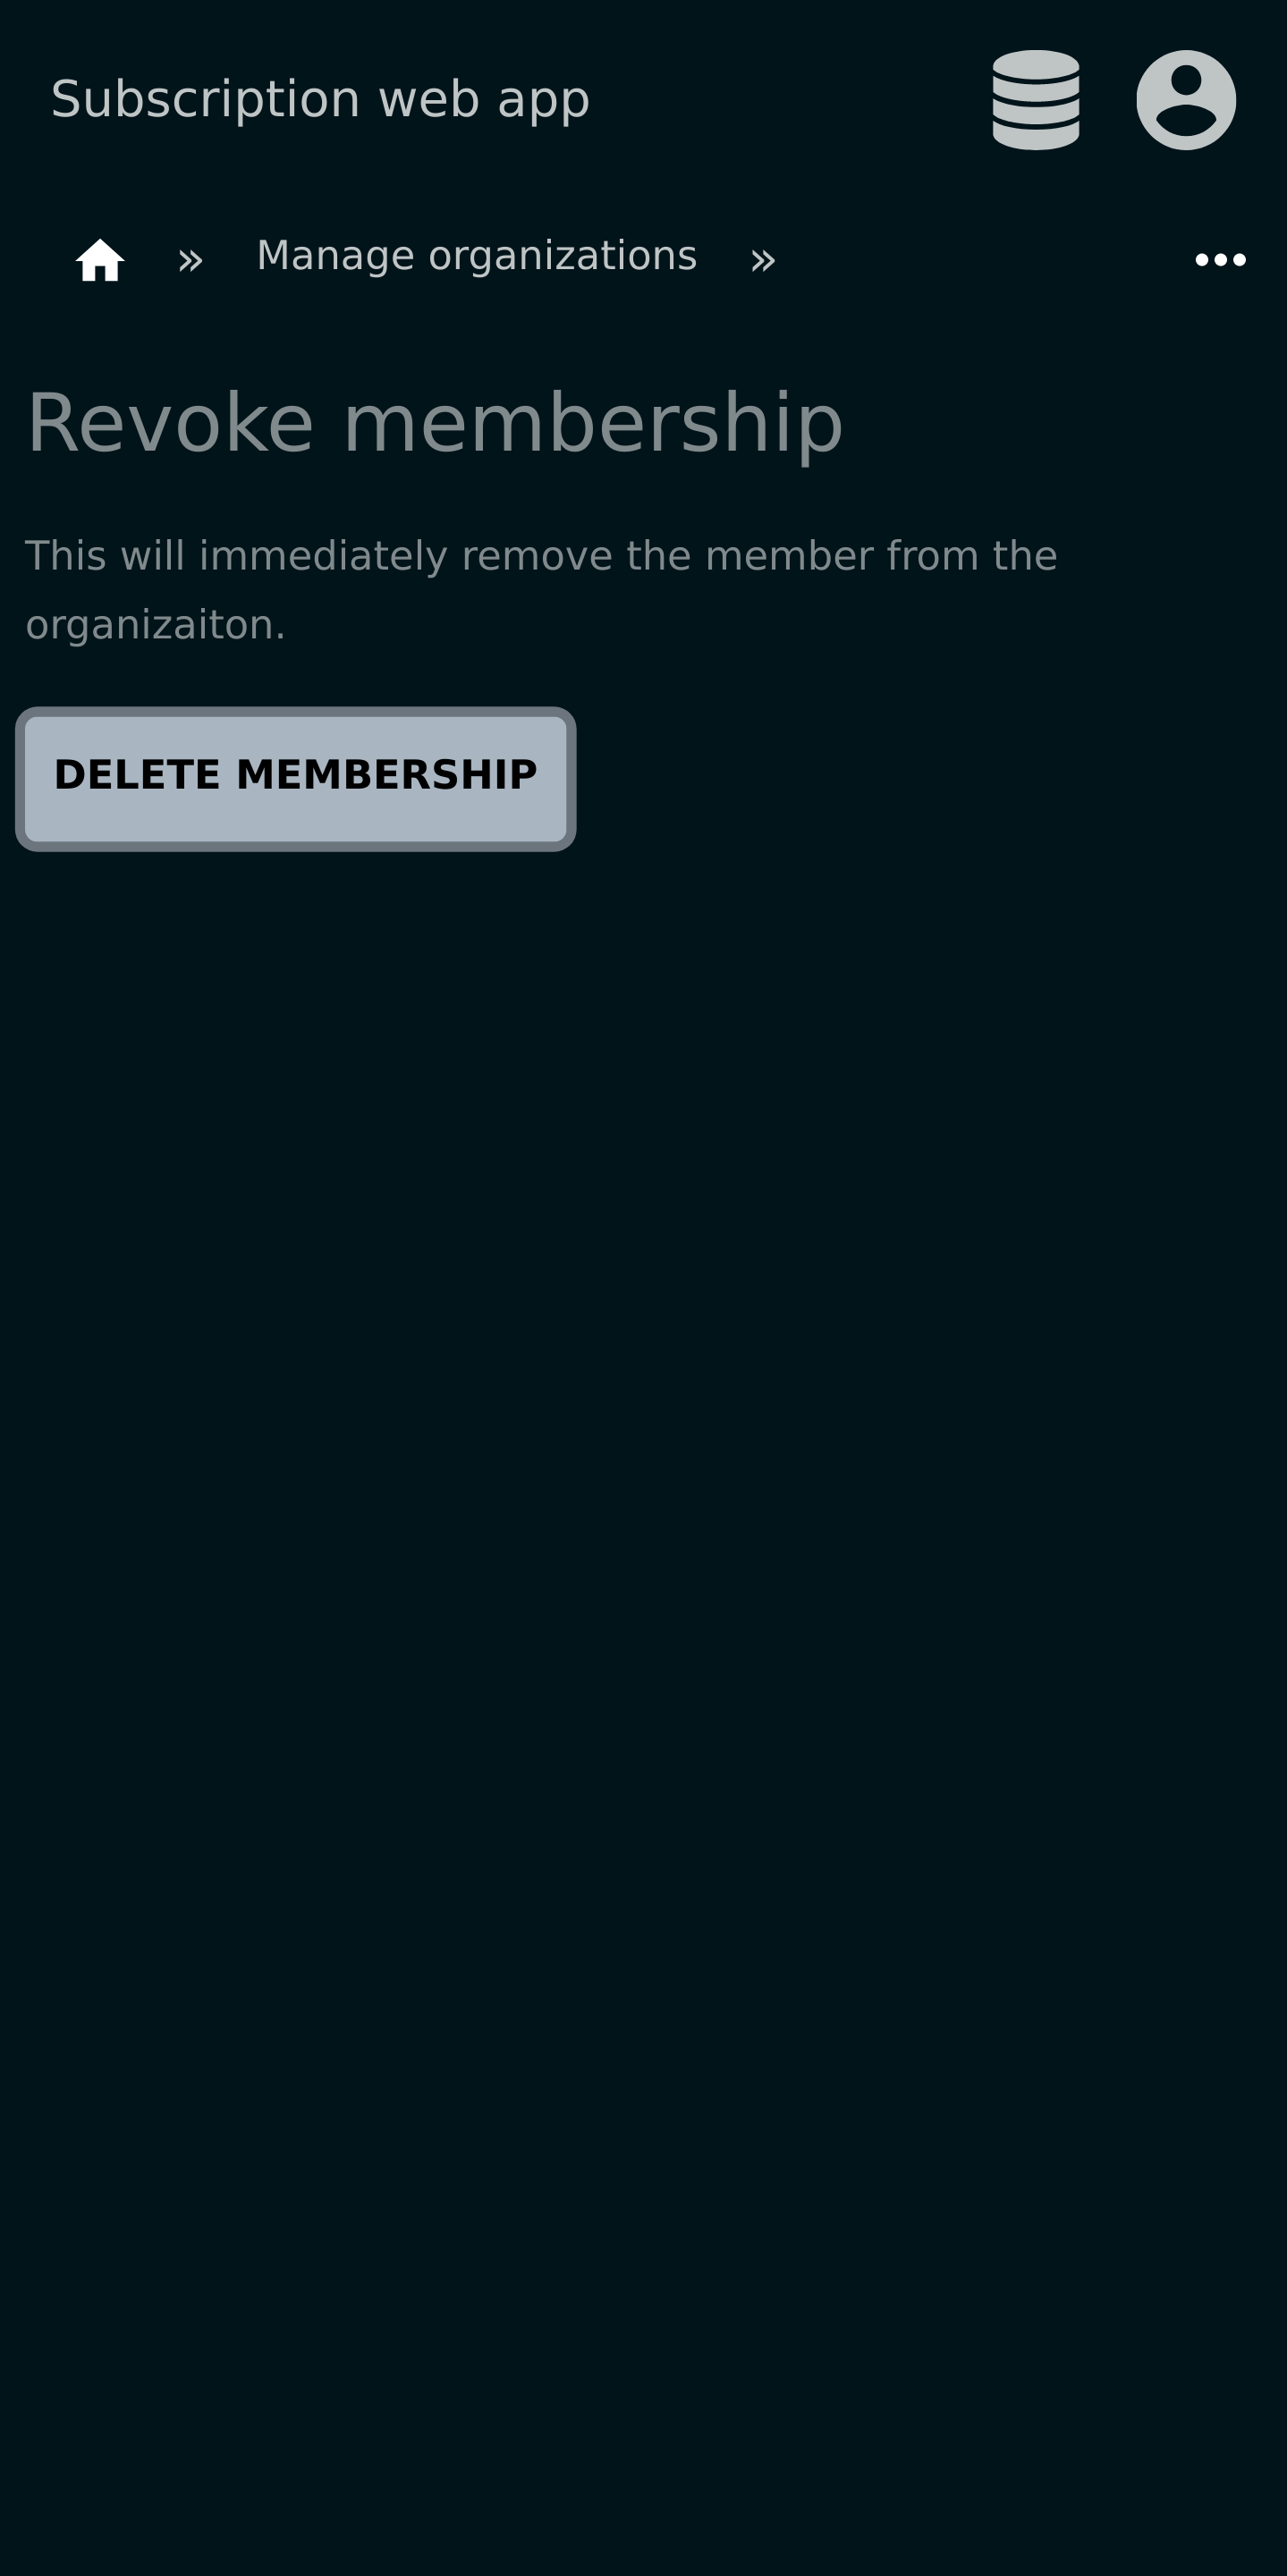 Subscription web app
» Manage organizations »
Revoke membership
This will immediately remove the member from the
organizaiton.
DELETE MEMBERSHIP